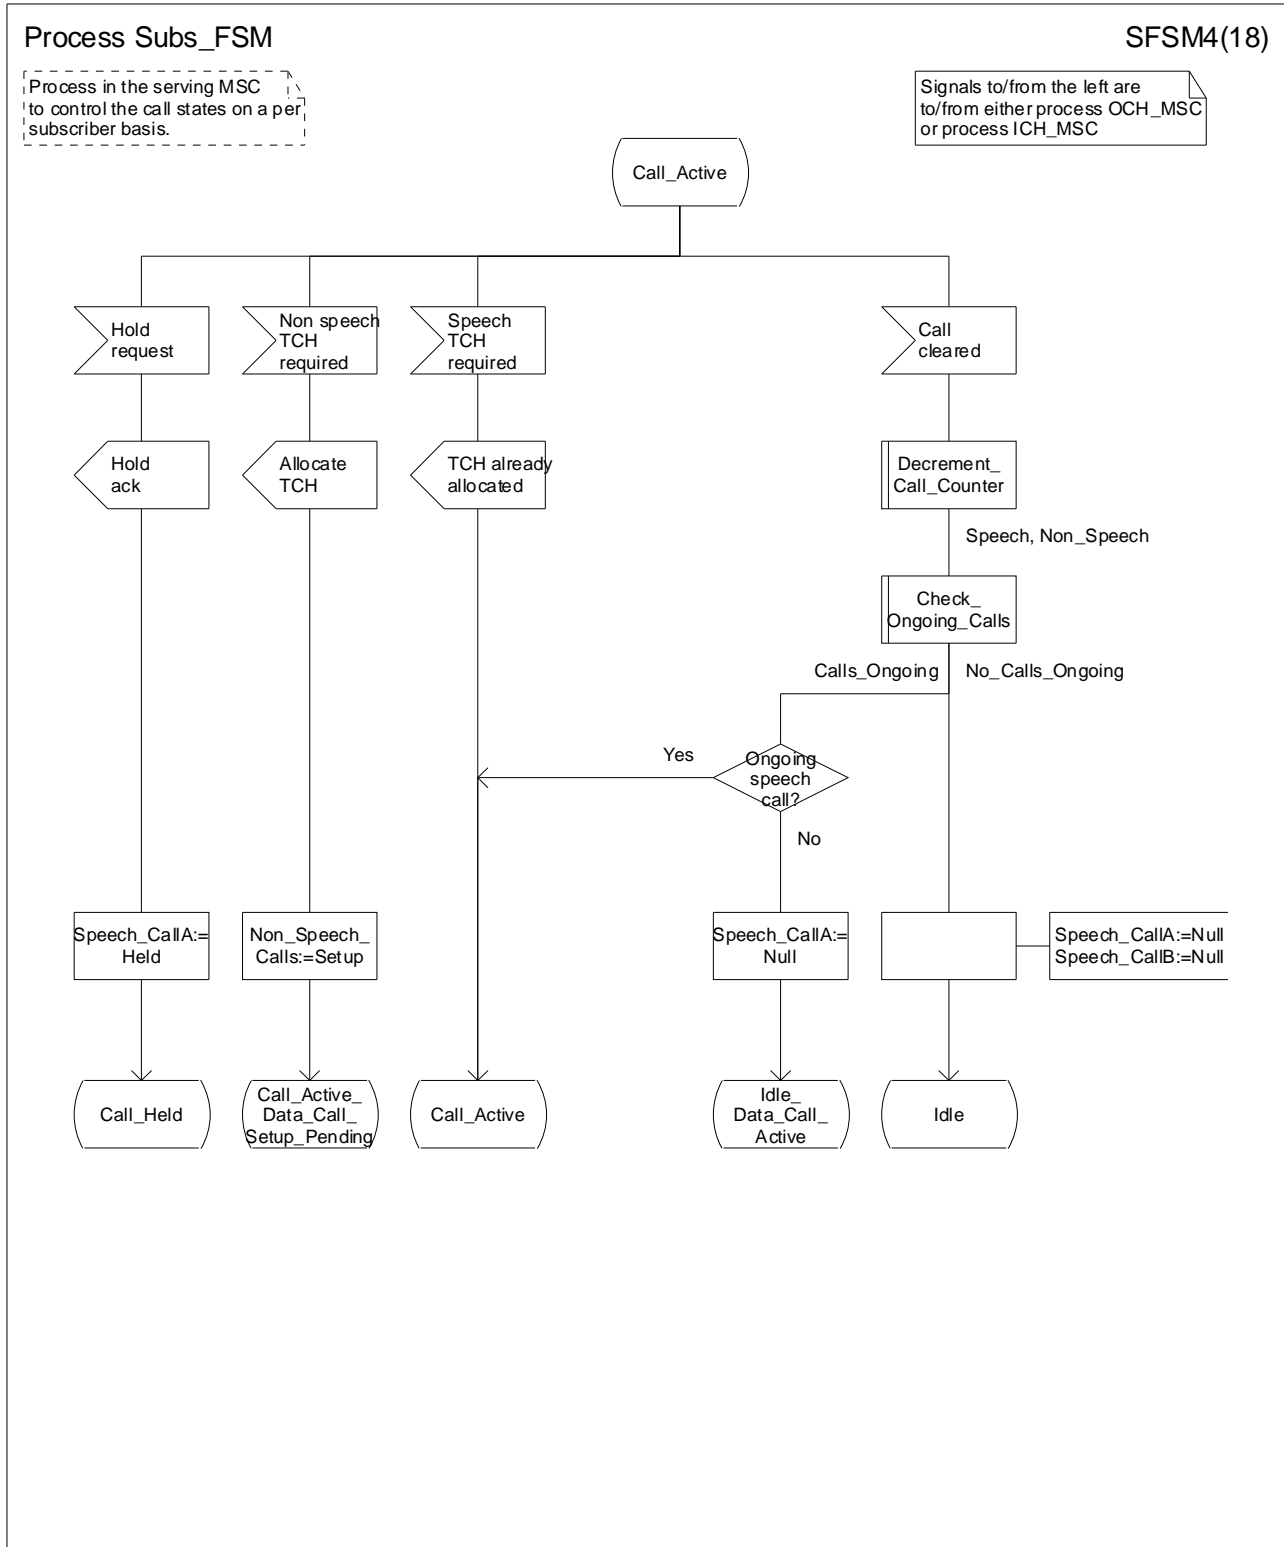 Process Subs_FSM
SFSM4(18)
Process in the serving MSC
to control the call states on a per
subscriber basis.
Signals to/from the left are
to/from either process OCH_MSC
or process ICH_MSC
Call_Active
Hold
request
Non speech
TCH
required
Speech
TCH
required
Call
cleared
Hold
ack
Allocate
TCH
TCH already
allocated
Decrement_
Call_Counter
Speech, Non_Speech
Check_
Ongoing_Calls
Calls_Ongoing
No_Calls_Ongoing
Yes
Ongoing
speech
call?
No
Speech_CallA:=
Held
Non_Speech_
Calls:=Setup
Speech_CallA:=
Null
Speech_CallA:=Null
Speech_CallB:=Null
Call_Held
Call_Active_
Data_Call_
Setup_Pending
Call_Active
Idle_
Data_Call_
Active
Idle